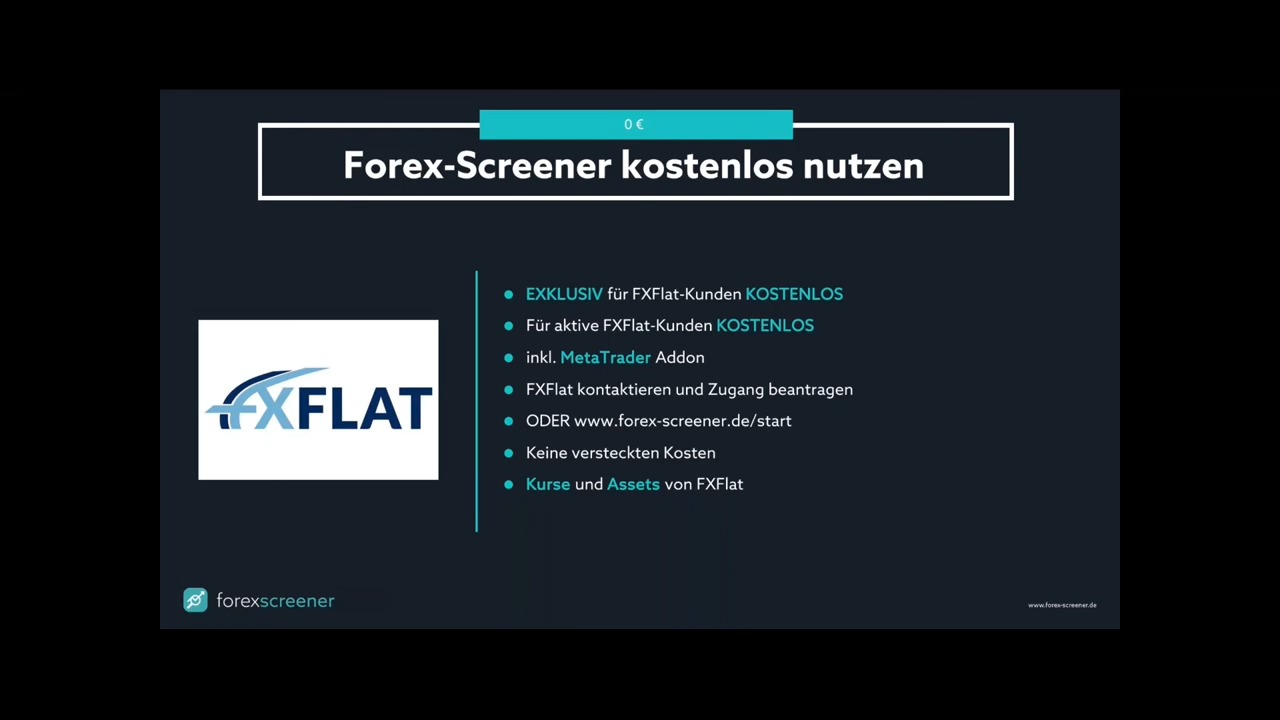 0 €
Forex-Screener kostenlos nutzen
EXKLUSIV für FXFlat-Kunden KOSTENLOS
Für aktive FXFlat-Kunden KOSTENLOS
inkl. MetaTrader Addon
FXFlat kontaktieren und Zugang beantragen
ODER www.forex-screener.de/start
Keine versteckten Kosten
Kurse und Assets von FXFlat
FXFLAT
forexscreener
www.forex-screener.de